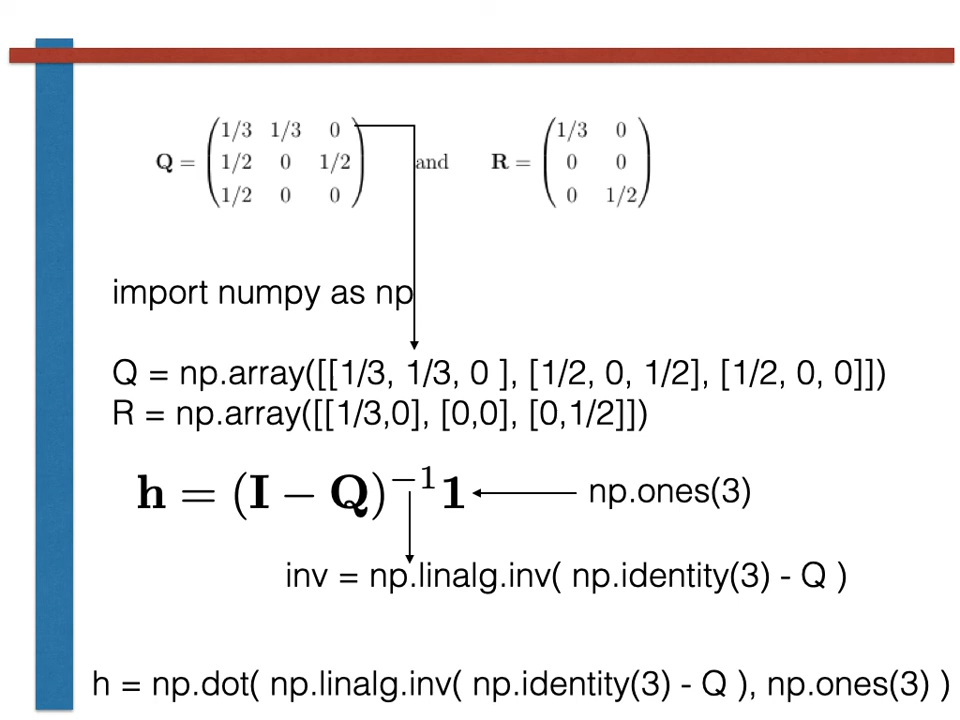 Q = (1/3 1/3 0
1/2 0 1/2
1/2 0 0) and R = (1/3 0
0 0
0 1/2)
import numpy as np
Q = np.array([[1/3, 1/3, 0 ], [1/2, 0, 1/2], [1/2, 0, 0]])
R = np.array([[1/3,0], [0,0], [0,1/2]])
h = (I − Q)⁻¹1 np.ones(3)
inv = np.linalg.inv( np.identity(3) - Q )
h = np.dot( np.linalg.inv( np.identity(3) - Q ), np.ones(3) )